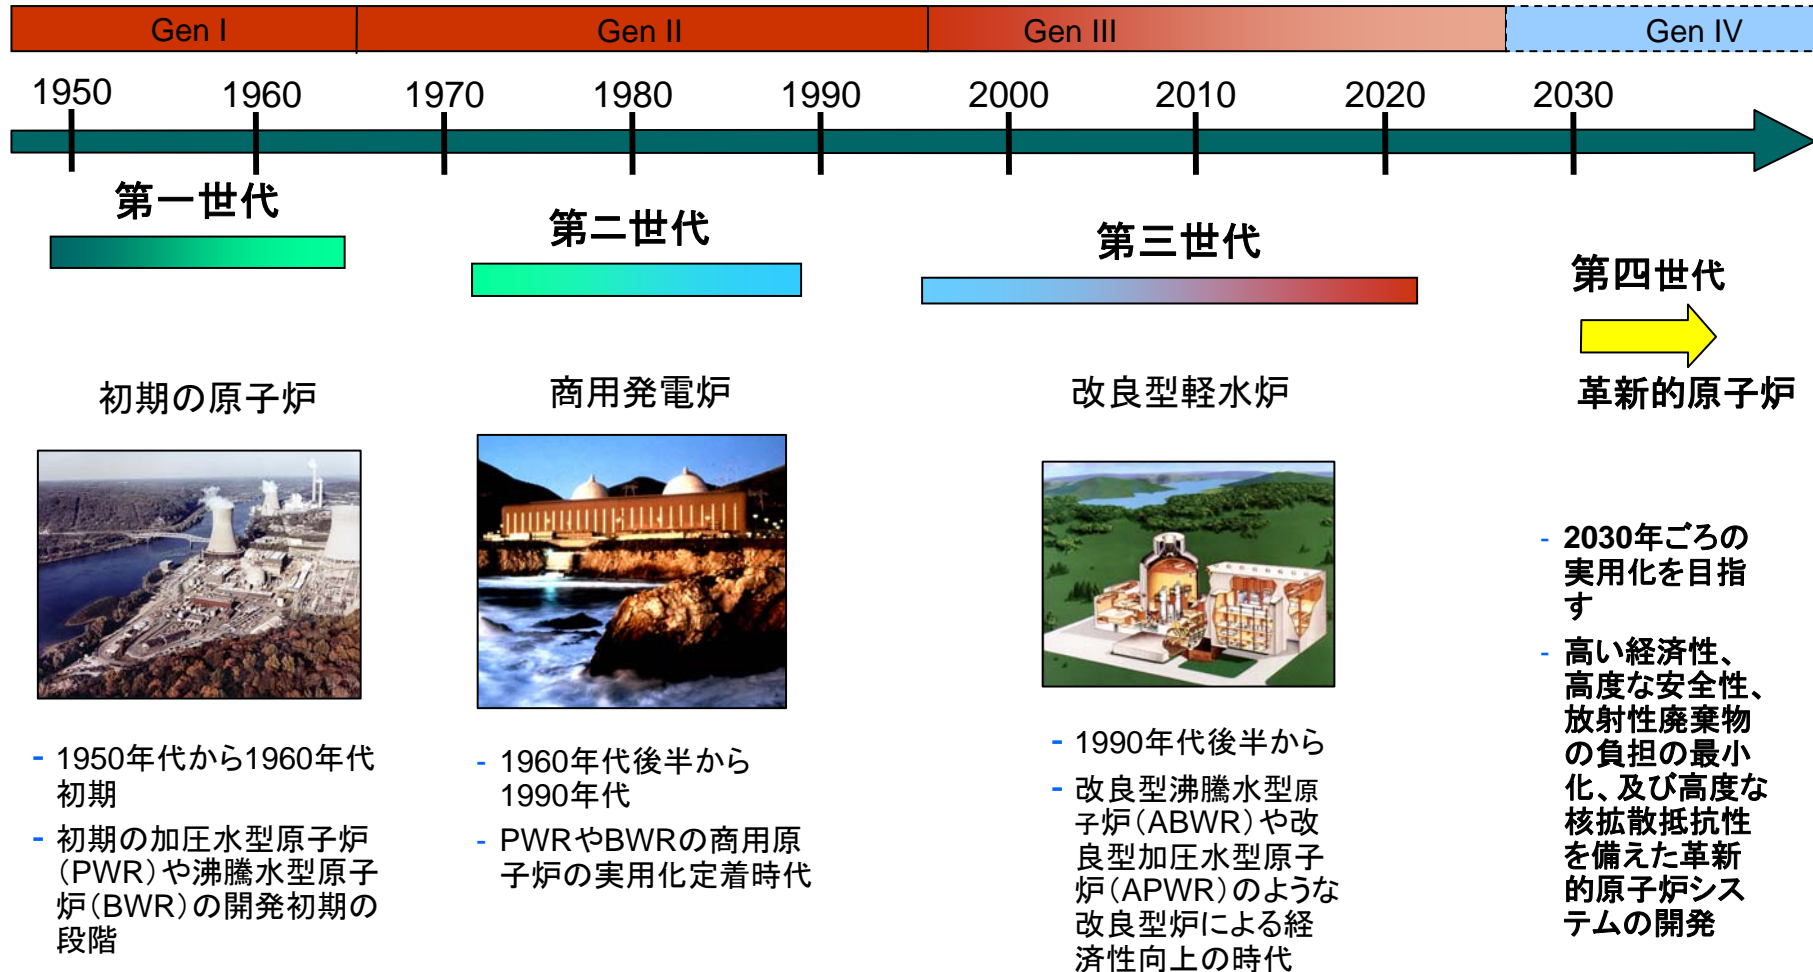 Gen I
Gen II
Gen III
Gen IV
1950
1960
1970
1980
1990
2000
2010
2020
2030
第一世代
第二世代
第三世代
第四世代
初期の原子炉
商用発電炉
改良型軽水炉
革新的原子炉
- 1950年代から1960年代
初期
- 初期の加圧水型原子炉
(PWR)や沸騰水型原子
炉(BWR)の開発初期の
段階
- 1960年代後半から
1990年代
- PWRやBWRの商用原
子炉の実用化定着時代
- 1990年代後半から
- 改良型沸騰水型原
子炉(ABWR)や改
良型加圧水型原子
炉(APWR)のような
改良型炉による経
済性向上の時代
- 2030年ごろの
実用化を目指
す
- 高い経済性、
高度な安全性、
放射性廃棄物
の負担の最小
化、及び高度な
核拡散抵抗性
を備えた革新
的原子炉シス
テムの開発